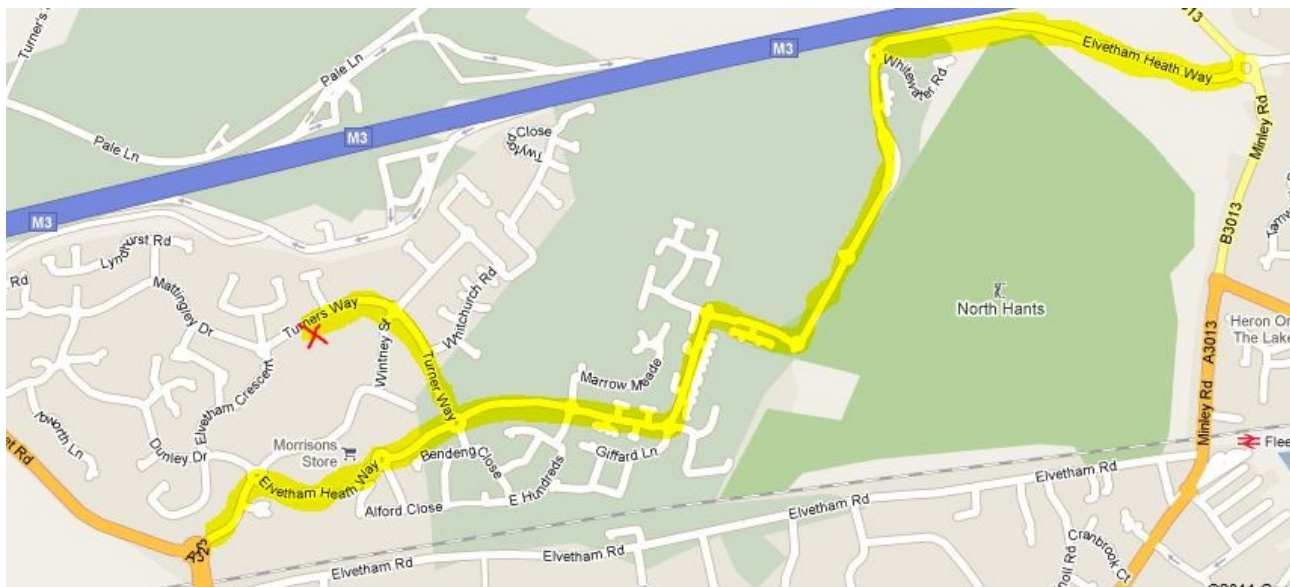 Turner's
Pale Ln
Pale Ln
M3
M3
M3
Whitewater Rd
Elvetham Heath Way
Minley Rd
B3013
Close
Lyndhurst Rd
Rd
Mattingley Dr
Turners Way
Wintney St
Whitchurch Rd
Turner Way
Elvetham Crescent
Dumley Dr
Morrisons
Store
Elvetham Heath Way
Bendeng Close
Alford Close
E Hundreds
Giffard Ln
Marrow Meade
North Hants
Heron On
The Lake
A3013
Minley Rd
Flee
Elvetham Rd
Elvetham Rd
Elvetham Rd
Elvetham Rd
Cranbrook Ct